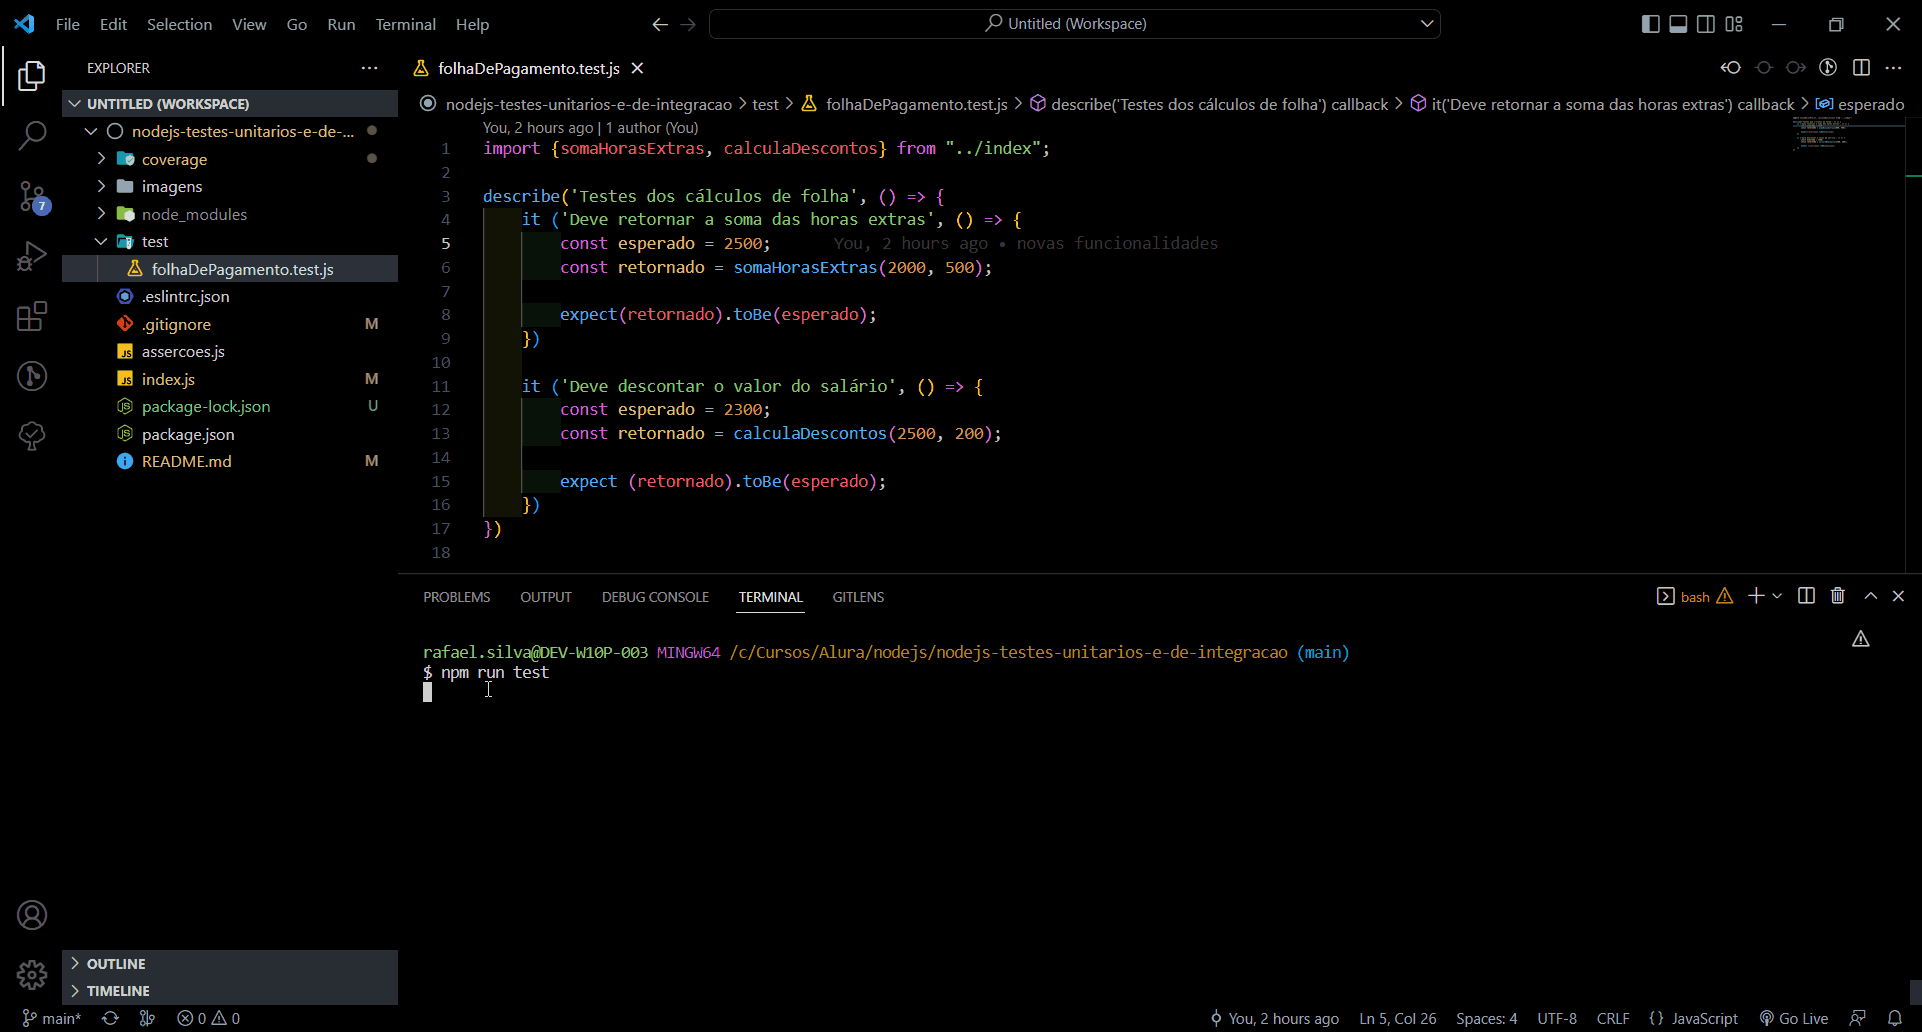 File Edit Selection View Go Run Terminal Help
Untitled (Workspace)
EXPLORER
folhaDePagamento.test.js
UNTITLED (WORKSPACE)
nodejs-testes-unitarios-e-de-...
coverage
imagens
node_modules
test
folhaDePagamento.test.js
.eslintrc.json
.gitignore M
assercoes.js
index.js M
package-lock.json U
package.json
README.md M
7
OUTLINE
TIMELINE
nodejs-testes-unitarios-e-de-integracao > test > folhaDePagamento.test.js > describe('Testes dos cálculos de folha') callback > it('Deve retornar a soma das horas extras') callback > esperado
You, 2 hours ago | 1 author (You)
1 import {somaHorasExtras, calculaDescontos} from "../index";
2
3 describe('Testes dos cálculos de folha', () => {
4 it ('Deve retornar a soma das horas extras', () => {
5 const esperado = 2500; You, 2 hours ago • novas funcionalidades
6 const retornado = somaHorasExtras(2000, 500);
7
8 expect(retornado).toBe(esperado);
9 })
10
11 it ('Deve descontar o valor do salário', () => {
12 const esperado = 2300;
13 const retornado = calculaDescontos(2500, 200);
14
15 expect (retornado).toBe(esperado);
16 })
17 })
18
PROBLEMS OUTPUT DEBUG CONSOLE TERMINAL GITLENS
bash
rafael.silva@DEV-W10P-003 MINGW64 /c/Cursos/Alura/nodejs/nodejs-testes-unitarios-e-de-integracao (main)
$ npm run test
main* 0 0 You, 2 hours ago Ln 5, Col 26 Spaces: 4 UTF-8 CRLF {} JavaScript Go Live